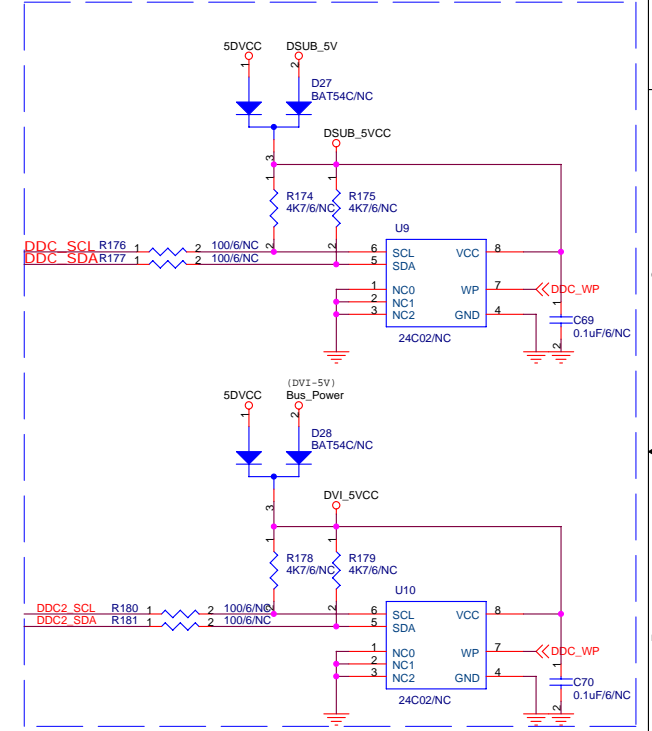 5DVCC DSUB_5V
1 2
D27
BAT54C/NC
DSUB_5VCC
3
1 1
R174 R175
4K7/6/NC 4K7/6/NC
2 2
U9
DDC_SCL R176 1 2 100/6/NC 6 SCL VCC 8
DDC_SDA R177 1 2 100/6/NC 5 SDA
1 NC0 WP 7 DDC_WP
2 NC1
3 NC2 GND 4
1
C69
0.1uF/6/NC
2
24C02/NC
(DVI-5V)
5DVCC Bus_Power
1 2
D28
BAT54C/NC
DVI_5VCC
3
1 1
R178 R179
4K7/6/NC 4K7/6/NC
2 2
U10
DDC2_SCL R180 1 2 100/6/NC 6 SCL VCC 8
DDC2_SDA R181 1 2 100/6/NC 5 SDA
1 NC0 WP 7 DDC_WP
2 NC1
3 NC2 GND 4
1
C70
0.1uF/6/NC
2
24C02/NC